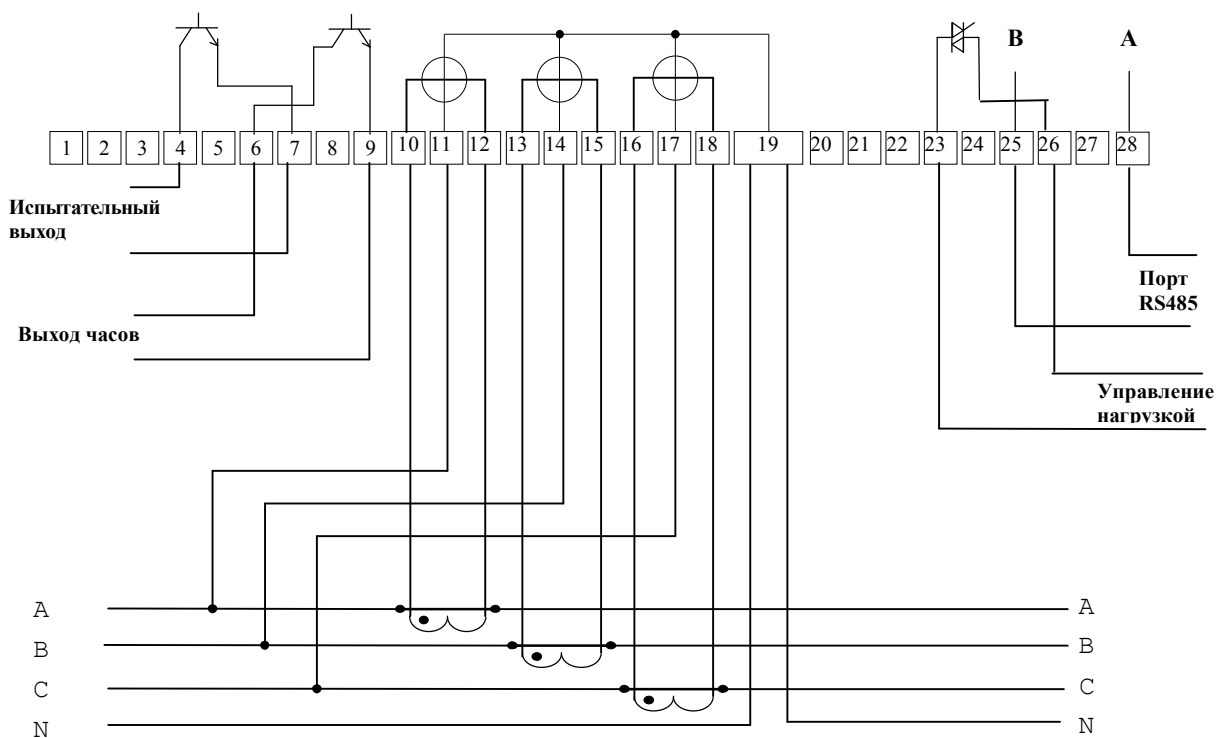 B A
1 2 3 4 5 6 7 8 9 10 11 12 13 14 15 16 17 18 19 20 21 22 23 24 25 26 27 28
Испытательный
выход
Выход часов
Порт
RS485
Управление
нагрузкой
A A
B B
C C
N N